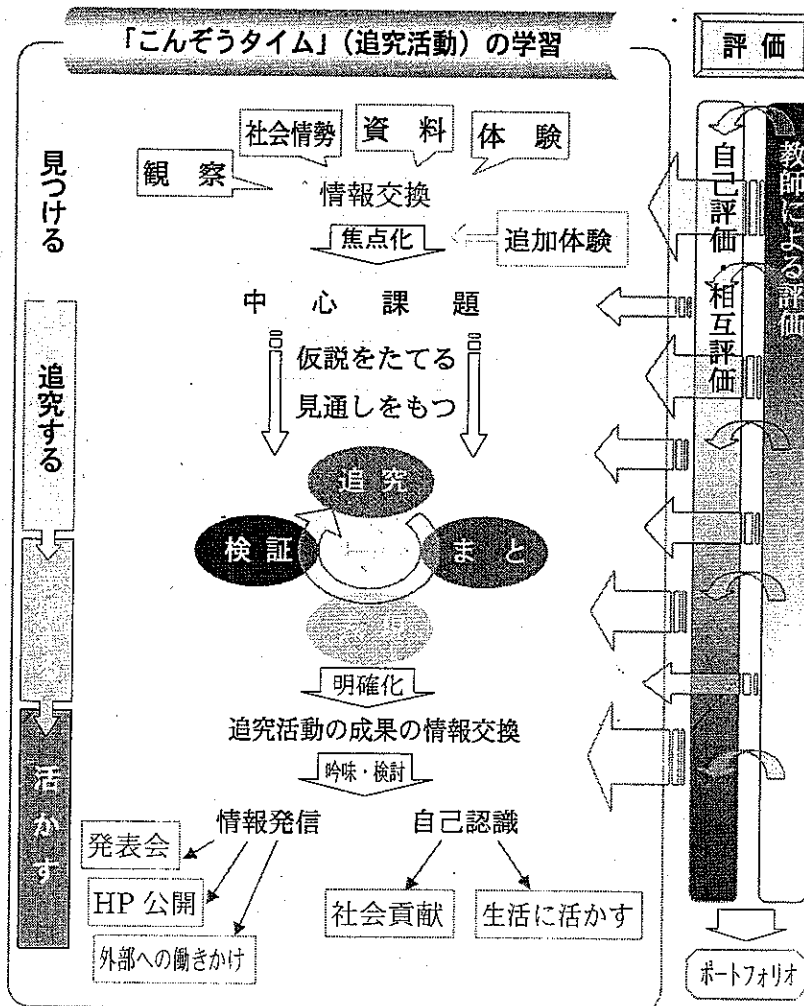 「こんぞうタイム」（追究活動）の学習
評 価
見つける
追究する
活かす
社会情勢
資 料
体 験
観 察
情報交換
焦点化
追加体験
中 心 課 題
仮説をたてる
見通しをもつ
追 究
検 証
ま と
明確化
追究活動の成果の情報交換
吟味・検討
情報発信
自己認識
発表会
HP 公開
外部への働きかけ
社会貢献
生活に活かす
自己評価・相互評価
教師による評価
ポートフォリオ